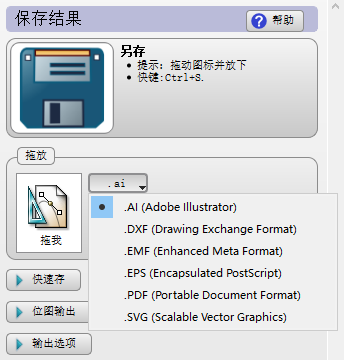 保存结果
帮助
另存
提示: 拖动图标并放下
快键:Ctrl+S.
拖放
.ai
拖我
.AI (Adobe Illustrator)
.DXF (Drawing Exchange Format)
.EMF (Enhanced Meta Format)
.EPS (Encapsulated PostScript)
.PDF (Portable Document Format)
.SVG (Scalable Vector Graphics)
快速存
位图输出
输出选项